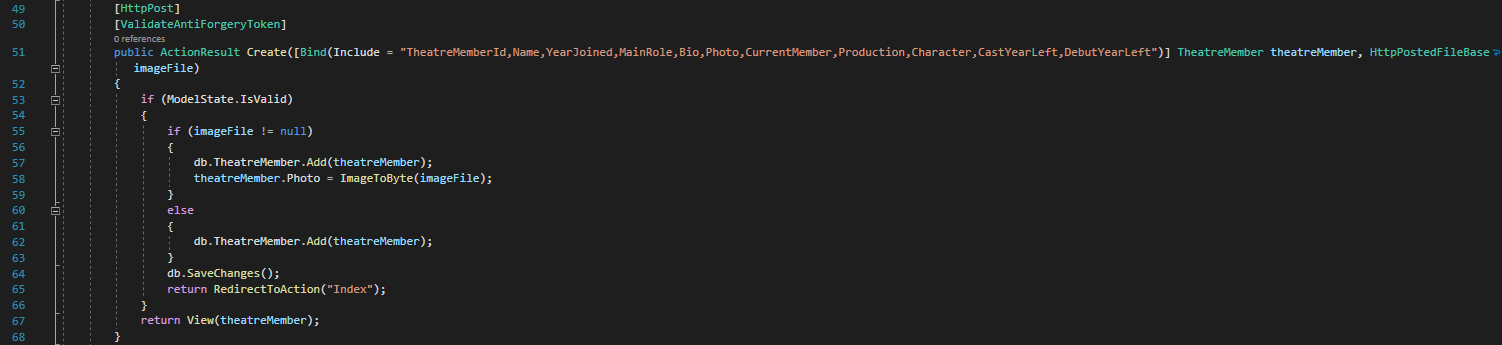 49 [HttpPost]
50 [ValidateAntiForgeryToken]
0 references
51 public ActionResult Create([Bind(Include = "TheatreMemberId,Name,YearJoined,MainRole,Bio,Photo,CurrentMember,Production,Character,CastYearLeft,DebutYearLeft")] TheatreMember theatreMember, HttpPostedFileBase
imageFile)
52 {
53 if (ModelState.IsValid)
54 {
55 if (imageFile != null)
56 {
57 db.TheatreMember.Add(theatreMember);
58 theatreMember.Photo = ImageToByte(imageFile);
59 }
60 else
61 {
62 db.TheatreMember.Add(theatreMember);
63 }
64 db.SaveChanges();
65 return RedirectToAction("Index");
66 }
67 return View(theatreMember);
68 }